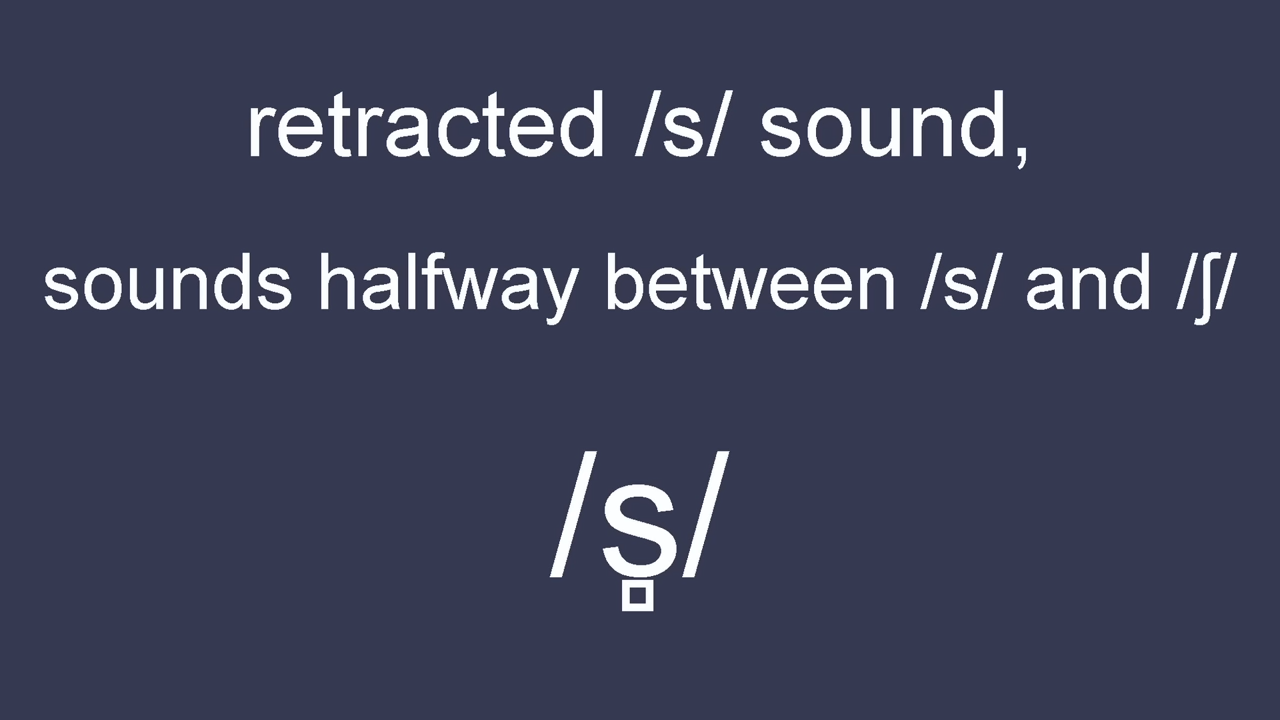 retracted /s/ sound,
sounds halfway between /s/ and /ʃ/
/s̻/